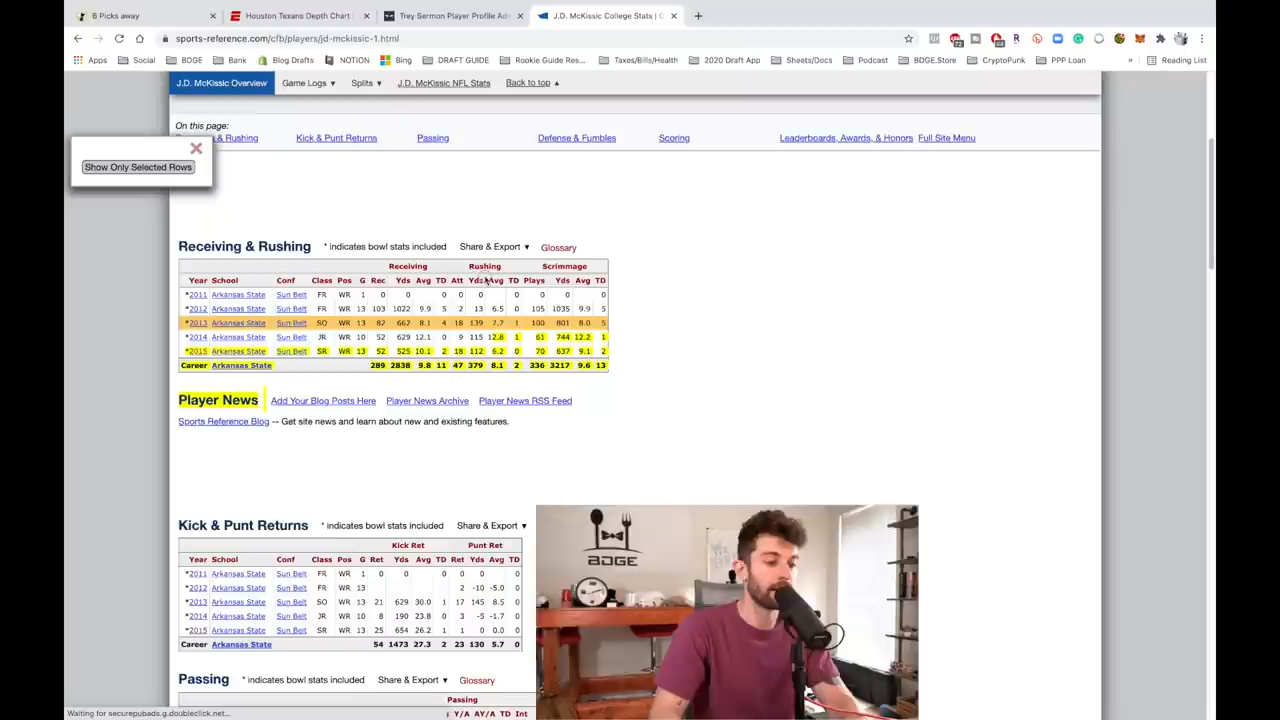 6 Picks away
Houston Texans Depth Chart |
Trey Sermon Player Profile Adv
J.D. McKissic College Stats | C
sports-reference.com/cfb/players/jd-mckissic-1.html
Apps Social BDGE Bank Blog Drafts NOTION Bing DRAFT GUIDE Rookie Guide Res... Taxes/Bills/Health 2020 Draft App Sheets/Docs Podcast BDGE.Store CryptoPunk PPP Loan » Reading List
J.D. McKissic Overview Game Logs ▼ Splits ▼ J.D. McKissic NFL Stats Back to top ▲
On this page:
& Rushing Kick & Punt Returns Passing Defense & Fumbles Scoring Leaderboards, Awards, & Honors Full Site Menu
Show Only Selected Rows
Receiving & Rushing * indicates bowl stats included Share & Export ▼ Glossary
Receiving Rushing Scrimmage
Year School Conf Class Pos G Rec Yds Avg TD Att Yds Avg TD Plays Yds Avg TD
*2011 Arkansas State Sun Belt FR WR 1 0 0 0 0 0 0 0 0 0
*2012 Arkansas State Sun Belt FR WR 13 103 1022 9.9 5 2 13 6.5 0 105 1035 9.9 5
*2013 Arkansas State Sun Belt SO WR 13 82 662 8.1 4 18 139 7.7 1 100 801 8.0 5
*2014 Arkansas State Sun Belt JR WR 10 52 629 12.1 0 9 115 12.8 1 61 744 12.2 1
*2015 Arkansas State Sun Belt SR WR 13 52 525 10.1 2 18 112 6.2 0 70 637 9.1 2
Career Arkansas State 289 2838 9.8 11 47 379 8.1 2 336 3217 9.6 13
Player News Add Your Blog Posts Here Player News Archive Player News RSS Feed
Sports Reference Blog -- Get site news and learn about new and existing features.
Kick & Punt Returns * indicates bowl stats included Share & Export ▼
Kick Ret Punt Ret
Year School Conf Class Pos G Ret Yds Avg TD Ret Yds Avg TD
*2011 Arkansas State Sun Belt FR WR 1 0 0 0 0 0 0
*2012 Arkansas State Sun Belt FR WR 13 2 -10 -5.0 0
*2013 Arkansas State Sun Belt SO WR 13 21 629 30.0 1 17 145 8.5 0
*2014 Arkansas State Sun Belt JR WR 10 8 190 23.8 0 3 -5 -1.7 0
*2015 Arkansas State Sun Belt SR WR 13 25 654 26.2 1 1 0 0.0 0
Career Arkansas State 54 1473 27.3 2 23 130 5.7 0
BDGE
Passing * indicates bowl stats included Share & Export ▼ Glossary
Passing
Y/A AY/A TD Int
Waiting for securepubads.g.doubleclick.net...